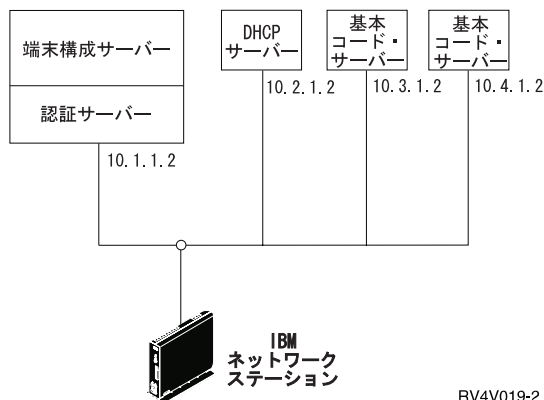 端末構成サーバー
認証サーバー
10.1.1.2
DHCP
サーバー
10.2.1.2
基本
コード・
サーバー
10.3.1.2
基本
コード・
サーバー
10.4.1.2
IBM
ネットワーク
ステーション
RV4V019-2